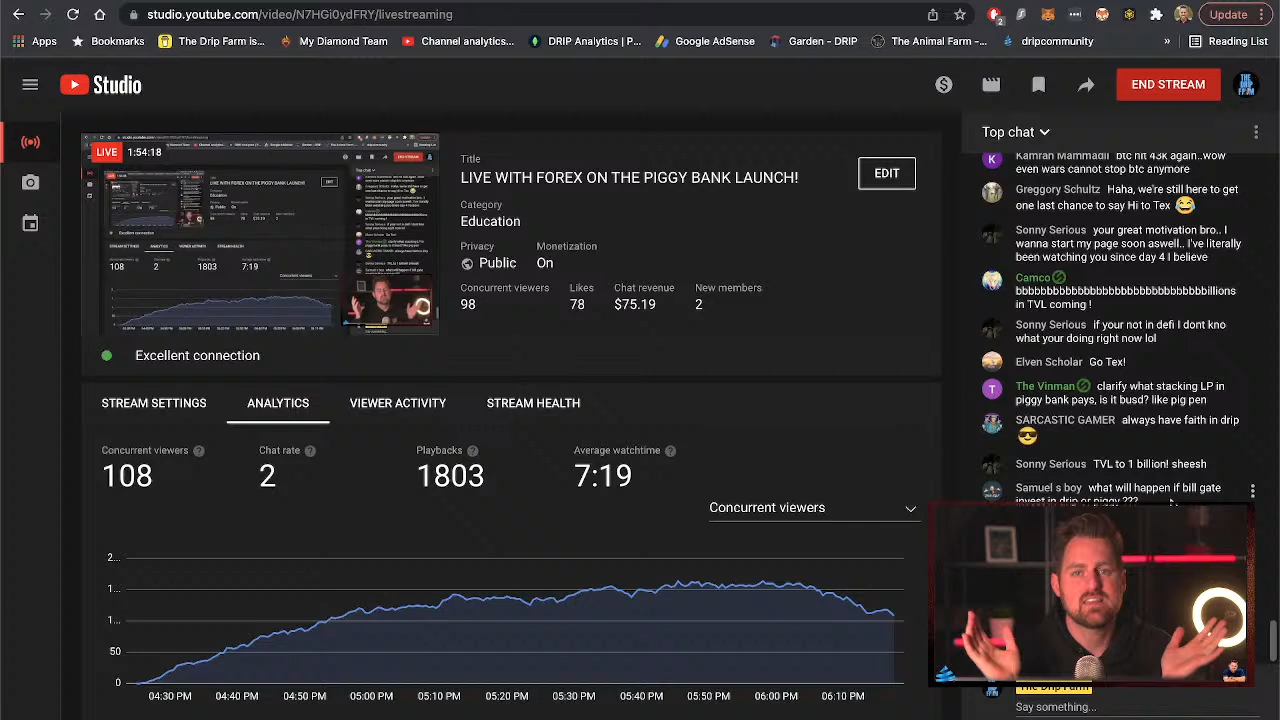 studio.youtube.com/video/N7HGi0ydFRY/livestreaming
2
Update
Apps
Bookmarks
The Drip Farm is...
My Diamond Team
Channel analytics...
DRIP Analytics | P...
Google AdSense
Garden – DRIP
The Animal Farm –...
dripcommunity
»
Reading List
Studio
END STREAM
LIVE 1:54:18
Title
LIVE WITH FOREX ON THE PIGGY BANK LAUNCH!
EDIT
Category
Education
Privacy
Monetization
Public
On
Concurrent viewers
Likes
Chat revenue
New members
98
78
$75.19
2
Excellent connection
STREAM SETTINGS
ANALYTICS
VIEWER ACTIVITY
STREAM HEALTH
Concurrent viewers
Chat rate
Playbacks
Average watchtime
108
2
1803
7:19
Concurrent viewers
2...
1...
1...
50
0
04:30 PM
04:40 PM
04:50 PM
05:00 PM
05:10 PM
05:20 PM
05:30 PM
05:40 PM
05:50 PM
06:00 PM
06:10 PM
Top chat
Kamran Mammadli btc hit 43k again..wow
even wars cannot stop btc anymore
Greggory Schultz Haha, we're still here to get
one last chance to say Hi to Tex
Sonny Serious your great motivation bro.. I
been watching you since day 4 I believe
Camco
in TVL coming !
Sonny Serious if your not in defi I dont kno
what your doing right now lol
Elven Scholar Go Tex!
The Vinman clarify what stacking LP in
piggy bank pays, is it busd? like pig pen
SARCASTIC GAMER always have faith in drip
Sonny Serious TVL to 1 billion! sheesh
Samuel s boy what will happen if bill gate
invest in drip or piggy ???
The Drip Farm
Say something...